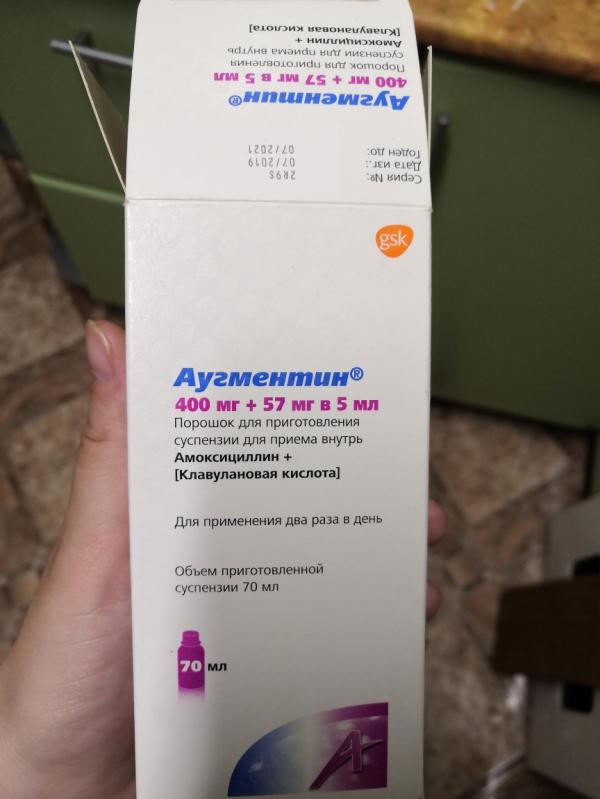 Серия №: 2R9S
Дата изг.: 07/2019
Годен до: 07/2021
Аугментин®
400 мг + 57 мг в 5 мл
Порошок для приготовления
суспензии для приема внутрь
Амоксициллин +
[Клавулановая кислота]
gsk
Аугментин®
400 мг + 57 мг в 5 мл
Порошок для приготовления
суспензии для приема внутрь
Амоксициллин +
[Клавулановая кислота]
Для применения два раза в день
Объем приготовленной
суспензии 70 мл
70 мл
A